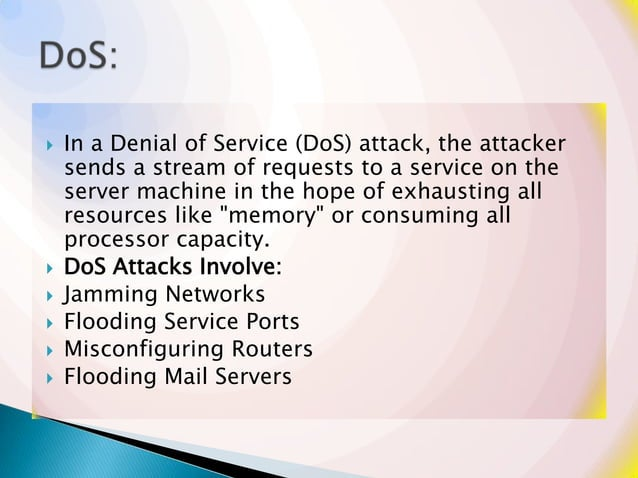 DoS:
In a Denial of Service (DoS) attack, the attacker
sends a stream of requests to a service on the
server machine in the hope of exhausting all
resources like "memory" or consuming all
processor capacity.
DoS Attacks Involve:
Jamming Networks
Flooding Service Ports
Misconfiguring Routers
Flooding Mail Servers